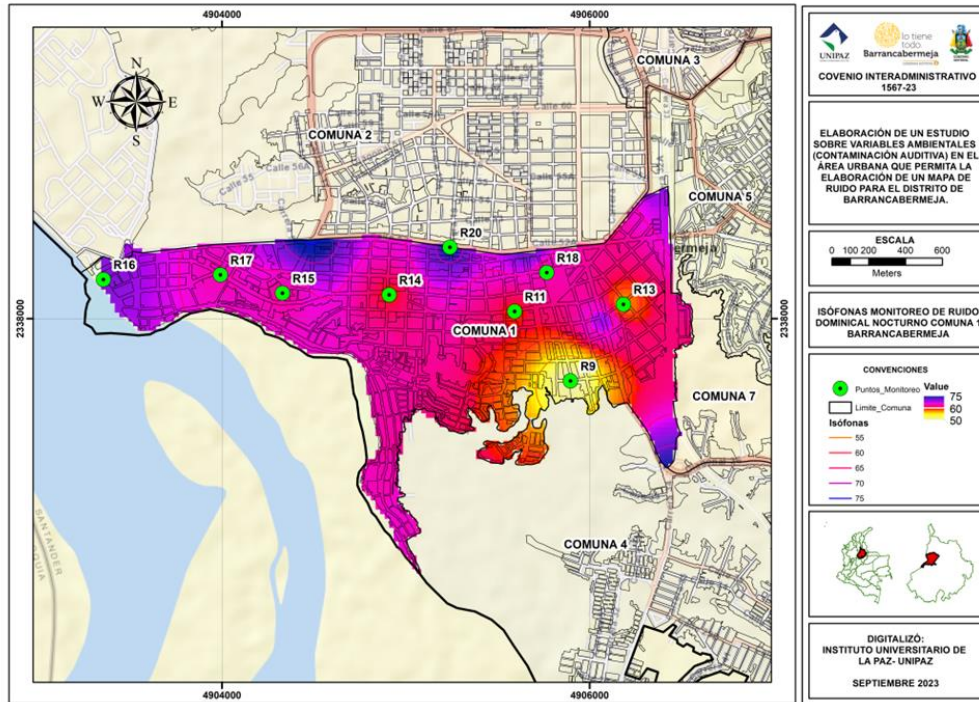 4904000
4906000
2338000
2338000
N
W
E
S
COMUNA 3
COMUNA 2
COMUNA 5
COMUNA 1
COMUNA 7
COMUNA 4
Calle 60
Calle 55
Calle 56A
R20
R16
R17
R15
R14
R18
R11
R13
R9
ermeja
SANTANDER
UNIPAZ
lo tiene
todo.
Barrancabermeja
COVENIO INTERADMINISTRATIVO
1567-23
ELABORACIÓN DE UN ESTUDIO
SOBRE VARIABLES AMBIENTALES
(CONTAMINACIÓN AUDITIVA) EN EL
ÁREA URBANA QUE PERMITA LA
ELABORACIÓN DE UN MAPA DE
RUIDO PARA EL DISTRITO DE
BARRANCABERMEJA.
ESCALA
0 100 200 400 600
Meters
ISÓFONAS MONITOREO DE RUIDO
DOMINICAL NOCTURNO COMUNA 1
BARRANCABERMEJA
CONVENCIONES
Puntos_Monitoreo
Limite_Comuna
Value
75
60
50
Isófonas
55
60
65
70
75
DIGITALIZÓ:
INSTITUTO UNIVERSITARIO DE
LA PAZ- UNIPAZ
SEPTIEMBRE 2023